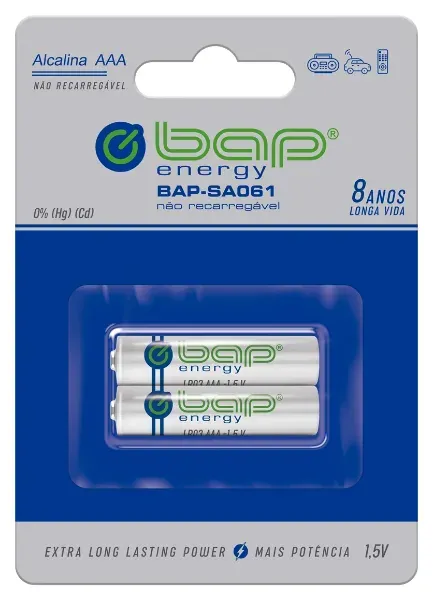 Alcalina AAA
NÃO RECARREGÁVEL
bap®
energy
BAP-SA061
não recarregável
0% (Hg) (Cd)
8 ANOS
LONGA VIDA
bap®
energy
LR03 AAA -1,5 V
bap®
energy
LR03 AAA -1,5 V
EXTRA LONG LASTING POWER MAIS POTÊNCIA 1,5V